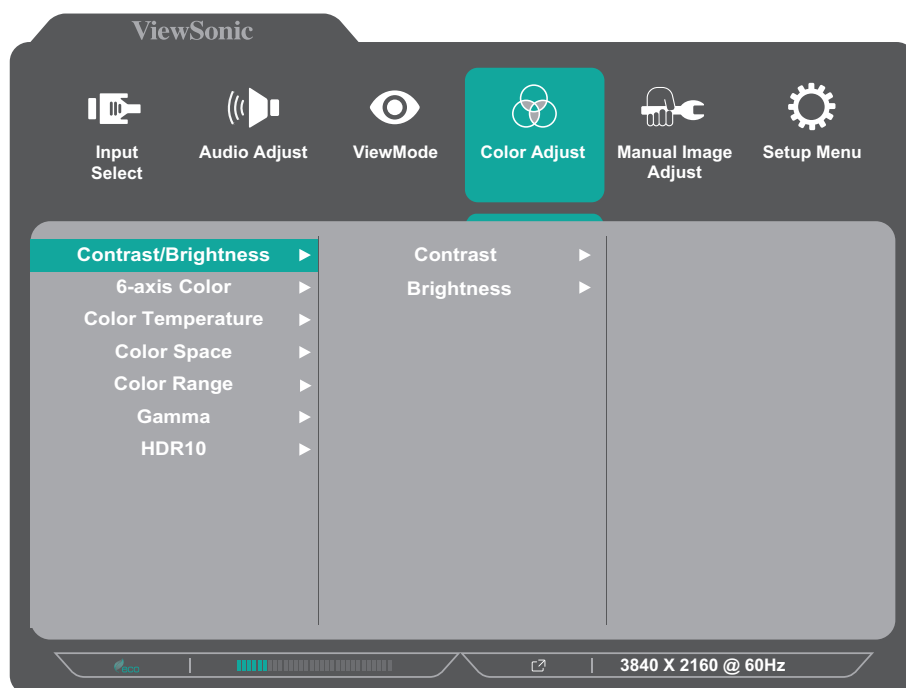 ViewSonic
Input
Select
Audio Adjust
ViewMode
Color Adjust
Manual Image
Adjust
Setup Menu
Contrast/Brightness
Contrast
6-axis Color
Brightness
Color Temperature
Color Space
Color Range
Gamma
HDR10
eco
3840 X 2160 @ 60Hz